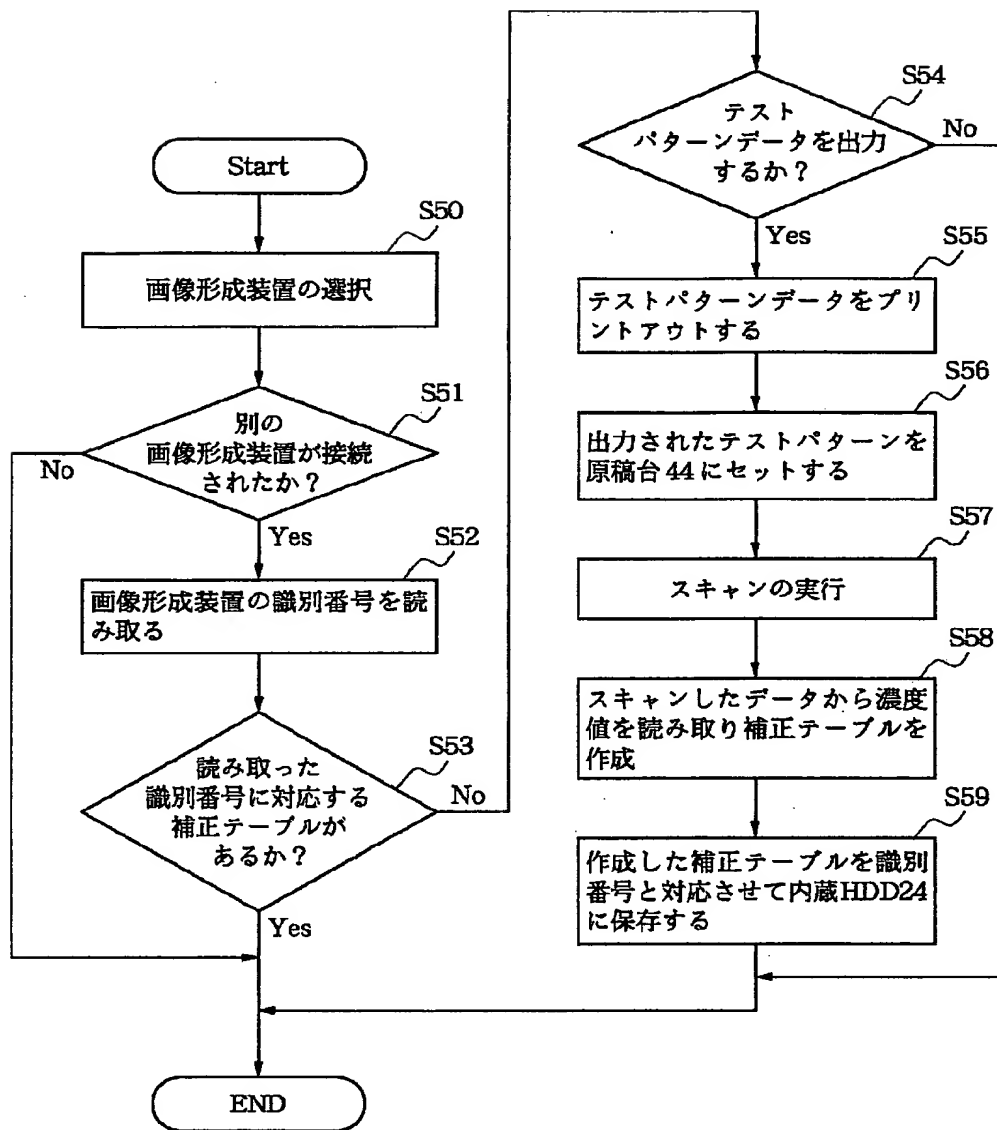 Start
S50
画像形成装置の選択
S51
別の
画像形成装置が接続
されたか？
No
Yes
S52
画像形成装置の識別番号を読
み取る
S53
読み取った
識別番号に対応する
補正テーブルが
あるか？
No
Yes
END
S54
テスト
パターンデータを出力
するか？
No
Yes
S55
テストパターンデータをプリ
ントアウトする
S56
出力されたテストパターンを
原稿台44にセットする
S57
スキャンの実行
S58
スキャンしたデータから濃度
値を読み取り補正テーブルを
作成
S59
作成した補正テーブルを識別
番号と対応させて内蔵HDD24
に保存する